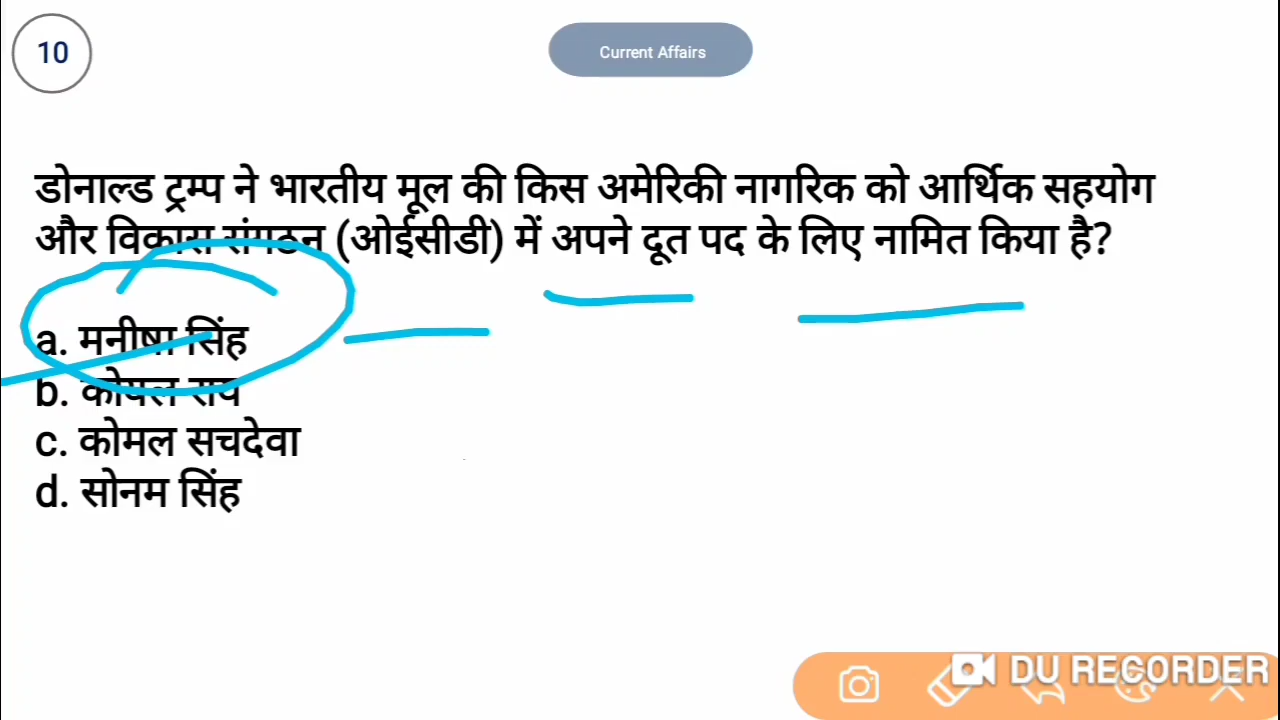 10
Current Affairs
डोनाल्ड ट्रम्प ने भारतीय मूल की किस अमेरिकी नागरिक को आर्थिक सहयोग
और विकास संगठन (ओईसीडी) में अपने दूत पद के लिए नामित किया है?
a. मनीषा सिंह
b. कोयल राय
c. कोमल सचदेवा
d. सोनम सिंह
DU RECORDER